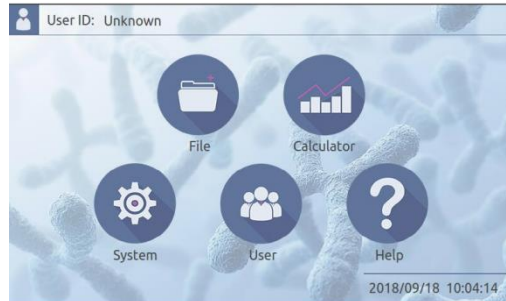 User ID: Unknown
File
Calculator
System
User
Help
2018/09/18 10:04:14